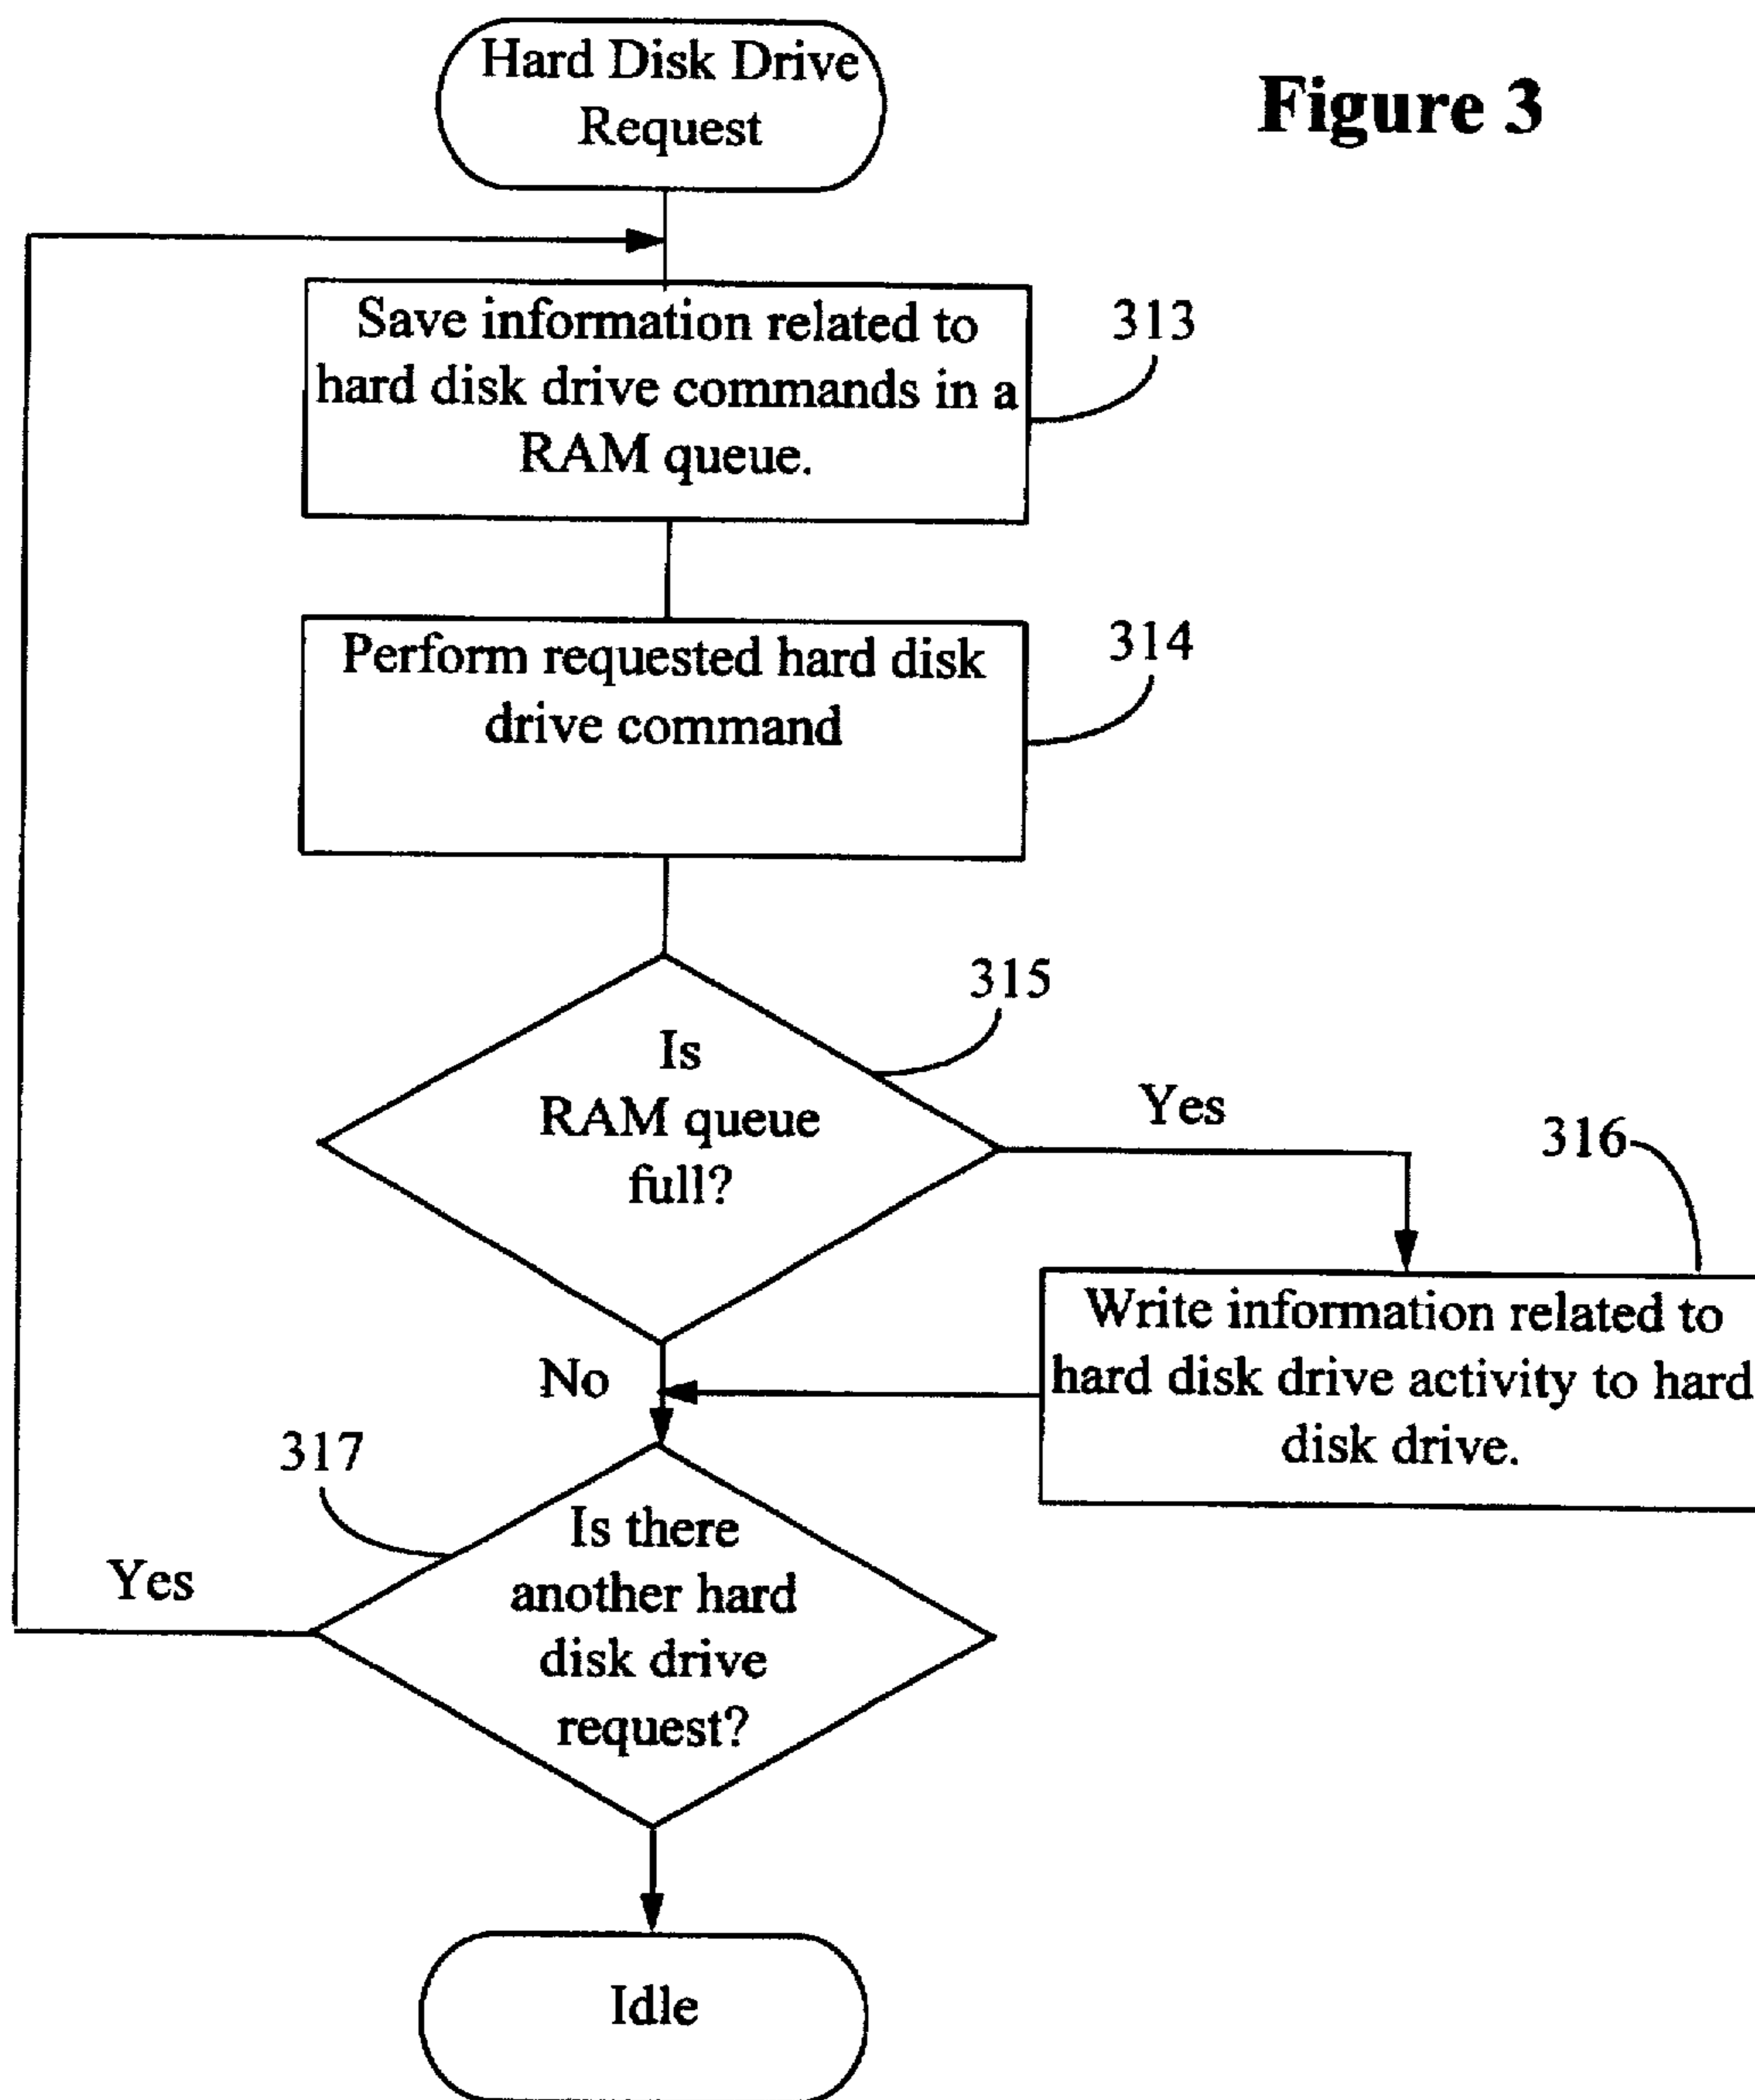 Hard Disk Drive
Request
Figure 3
Save information related to
hard disk drive commands in a
RAM queue.
313
Perform requested hard disk
drive command
314
315
Is
RAM queue
full?
Yes
316
Write information related to
hard disk drive activity to hard
disk drive.
No
317
Is there
another hard
disk drive
request?
Yes
Idle